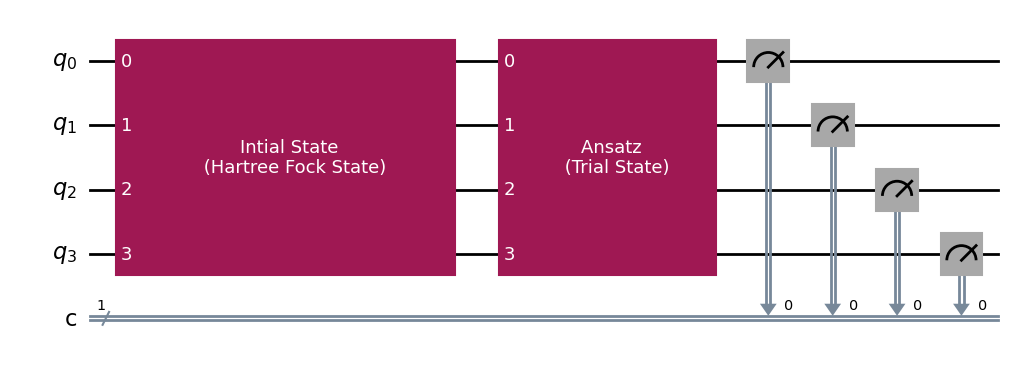 q0 0 0
q1 1 1
Intial State Ansatz
(Hartree Fock State) (Trial State)
q2 2 2
q3 3 3
c 1 0 0 0 0